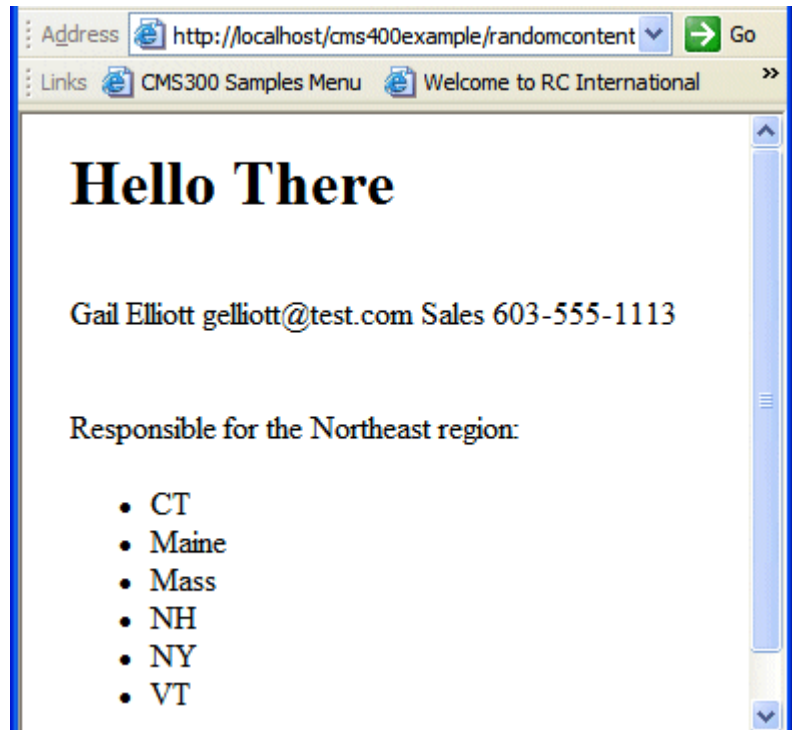 Address http://localhost/cms400example/randomcontent Go
Links CMS300 Samples Menu Welcome to RC International »
Hello There
Gail Elliott gelliott@test.com Sales 603-555-1113
Responsible for the Northeast region:
• CT
• Maine
• Mass
• NH
• NY
• VT